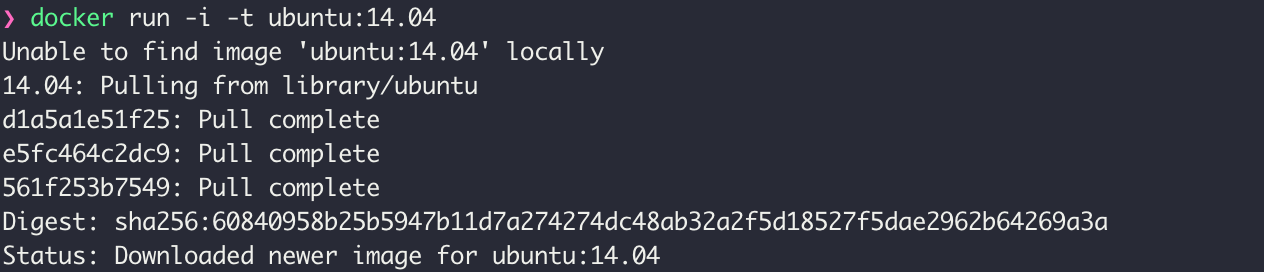 ❯ docker run -i -t ubuntu:14.04
Unable to find image 'ubuntu:14.04' locally
14.04: Pulling from library/ubuntu
d1a5a1e51f25: Pull complete
e5fc464c2dc9: Pull complete
561f253b7549: Pull complete
Digest: sha256:60840958b25b5947b11d7a274274dc48ab32a2f5d18527f5dae2962b64269a3a
Status: Downloaded newer image for ubuntu:14.04